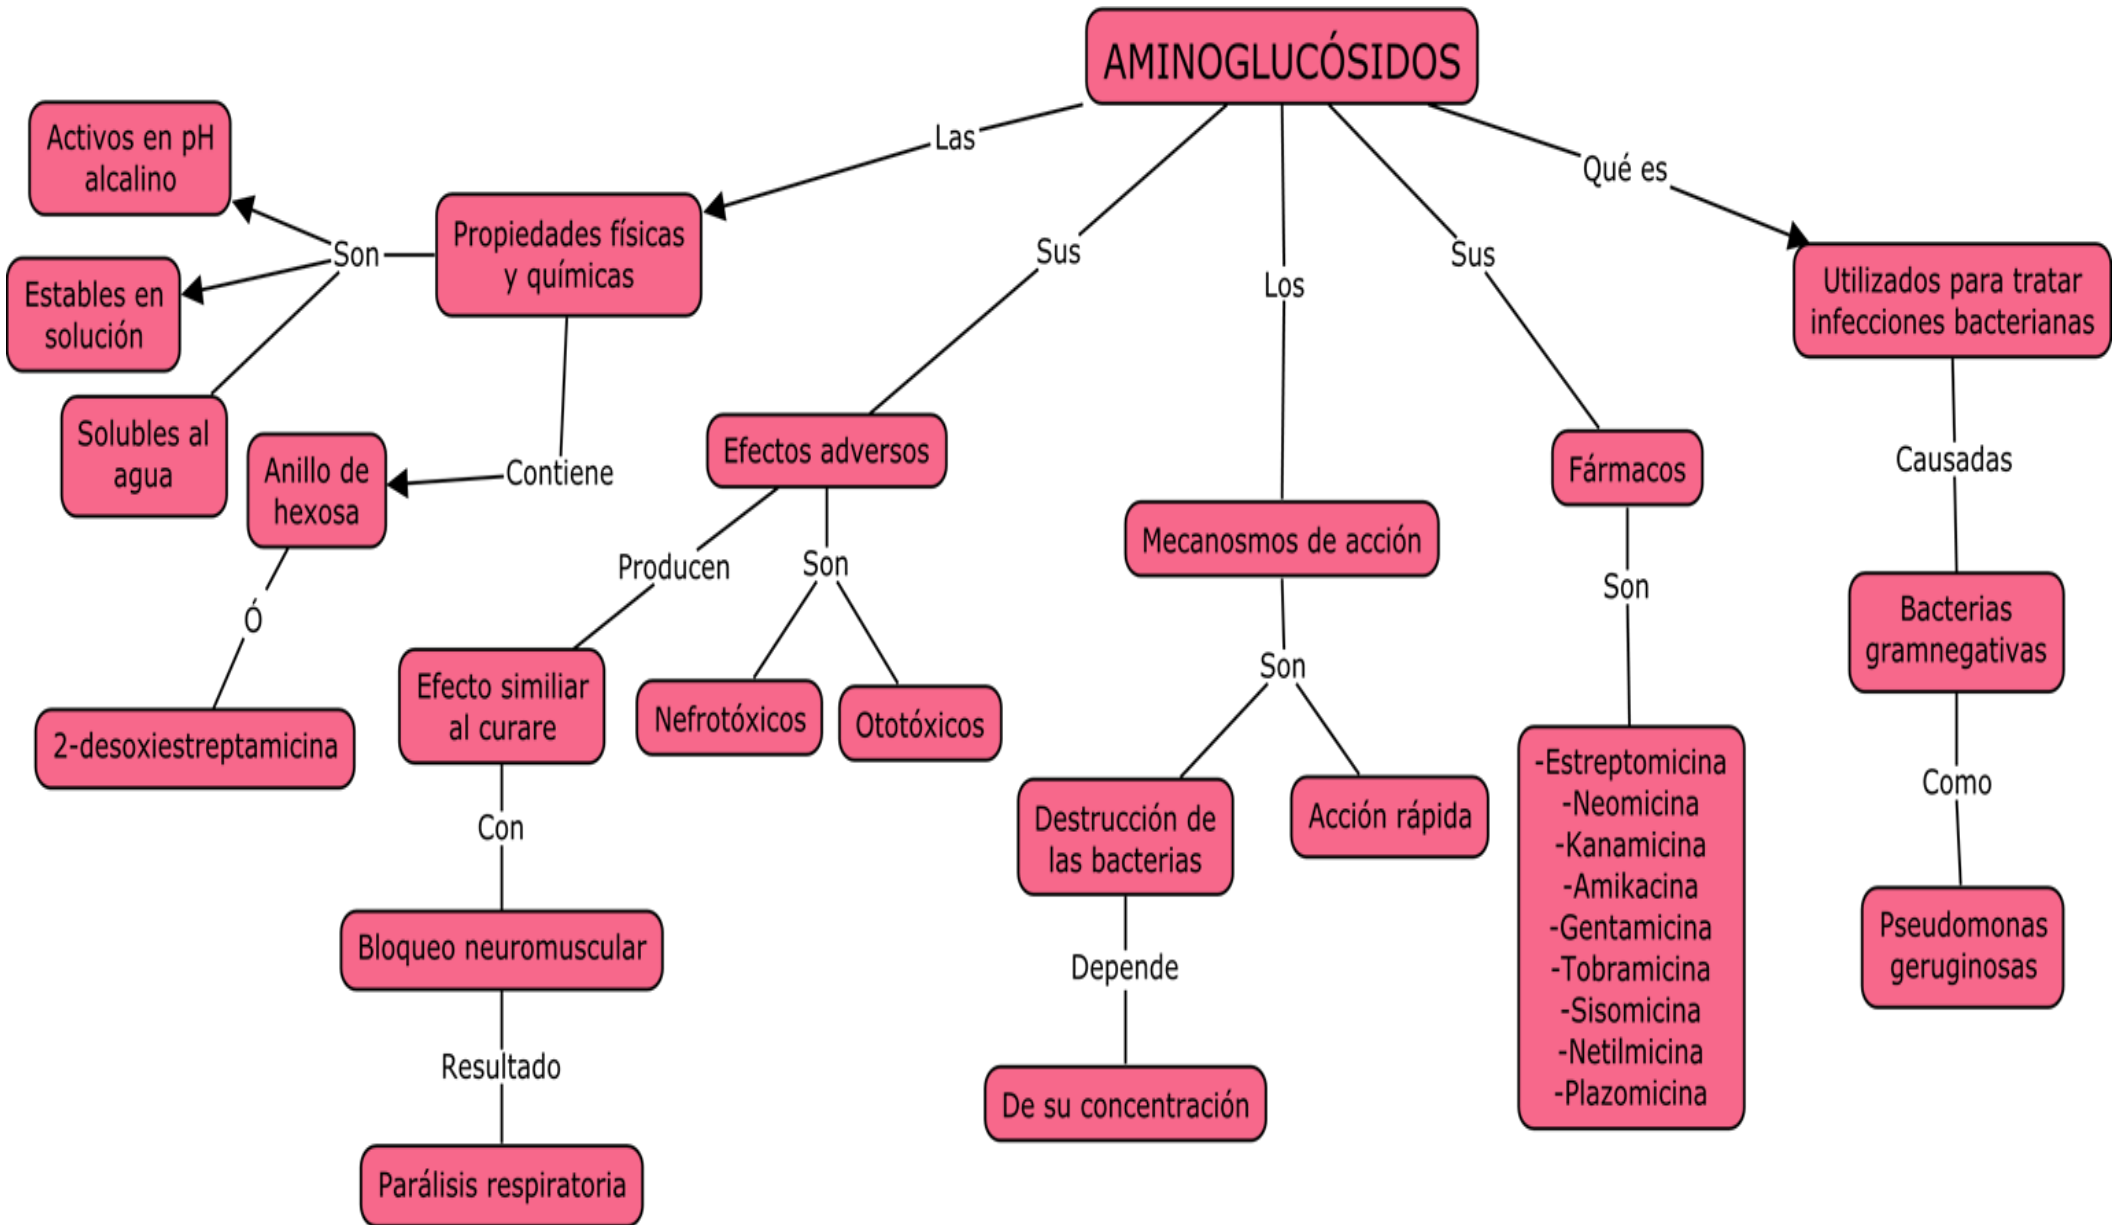 AMINOGLUCÓSIDOS
Las
Propiedades físicas
y químicas
Son
Activos en pH
alcalino
Estables en
solución
Solubles al
agua
Contiene
Anillo de
hexosa
Ó
2-desoxiestreptamicina
Sus
Efectos adversos
Producen
Efecto similiar
al curare
Con
Bloqueo neuromuscular
Resultado
Parálisis respiratoria
Son
Nefrotóxicos
Ototóxicos
Los
Mecanosmos de acción
Son
Destrucción de
las bacterias
Depende
De su concentración
Acción rápida
Sus
Fármacos
Son
-Estreptomicina
-Neomicina
-Kanamicina
-Amikacina
-Gentamicina
-Tobramicina
-Sisomicina
-Netilmicina
-Plazomicina
Qué es
Utilizados para tratar
infecciones bacterianas
Causadas
Bacterias
gramnegativas
Como
Pseudomonas
geruginosas